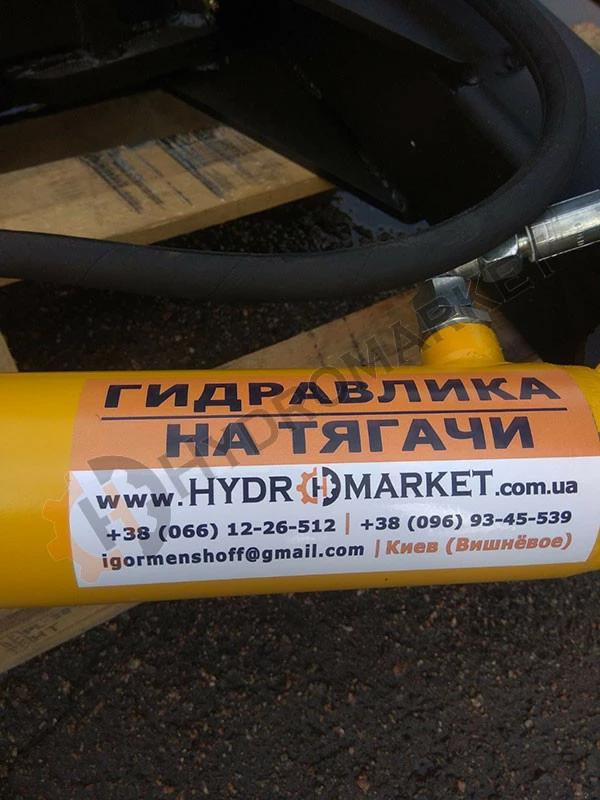 ГИДРАВЛИКА
НА ТЯГАЧИ
www.HYDROMARKET.com.ua
+38 (066) 12-26-512 | +38 (096) 93-45-539
igormenshoff@gmail.com | Киев (Вишнёвое)
HYDROMARKET